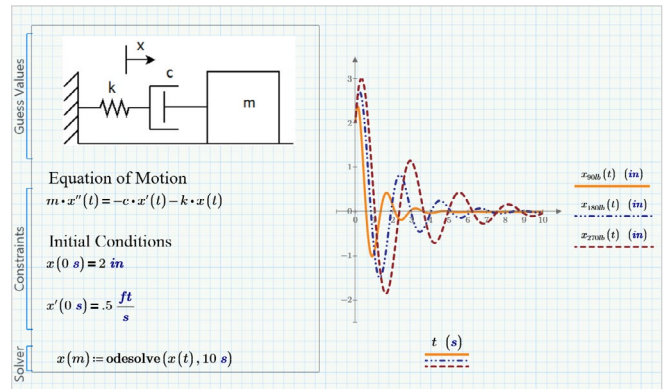 Guess Values
x
k
c
m
Equation of Motion
m·x''(t)=−c·x'(t)−k·x(t)
Constraints
Initial Conditions
x(0 s)=2 in
x'(0 s)=.5 ft/s
Solver
x(m):=odesolve(x(t),10 s)
3
2
1
0
−1
−2
0 1 2 3 4 5 6 7 8 9 10
t (s)
x90lb(t) (in)
x180lb(t) (in)
x270lb(t) (in)